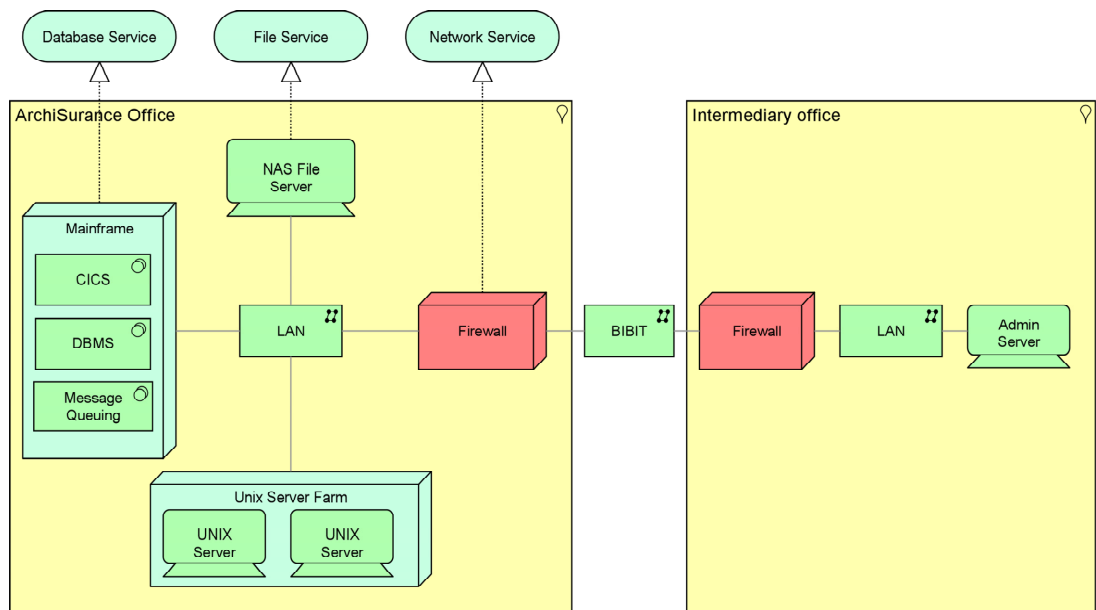 Database Service
File Service
Network Service
ArchiSurance Office
Intermediary office
NAS File
Server
Mainframe
CICS
DBMS
Message
Queuing
LAN
Firewall
BIBIT
Firewall
LAN
Admin
Server
Unix Server Farm
UNIX
Server
UNIX
Server